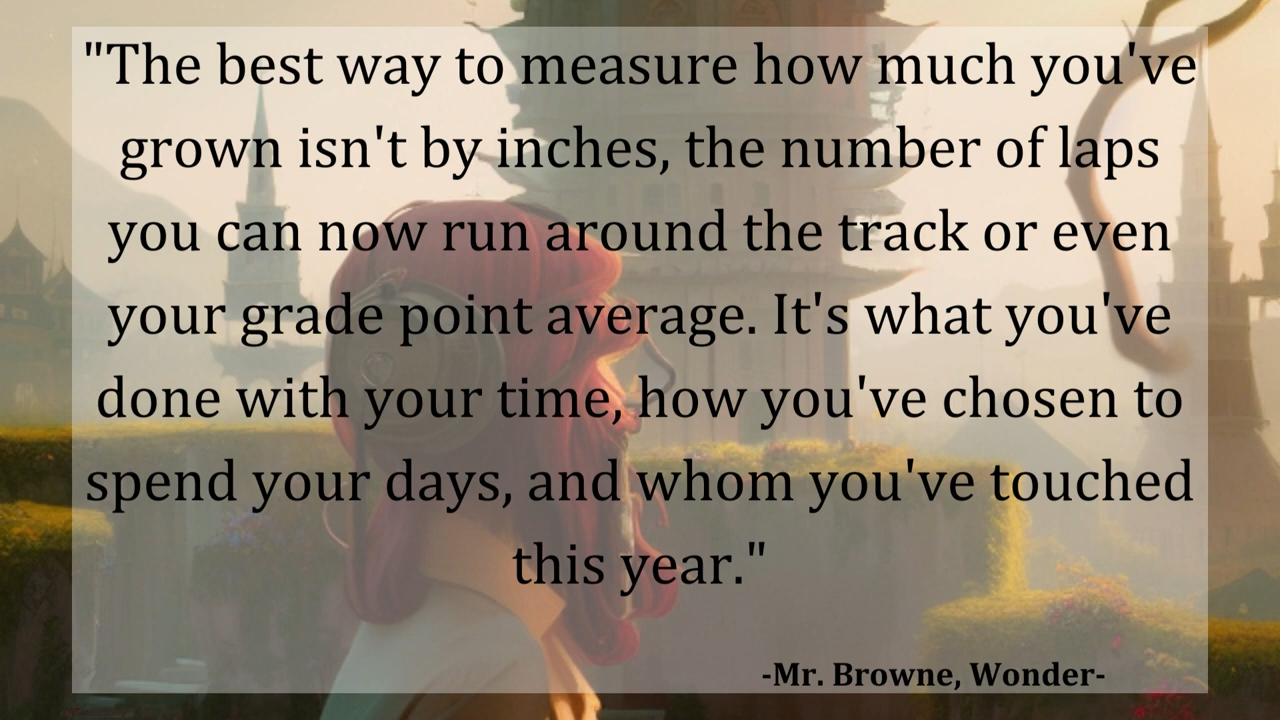 "The best way to measure how much you've
grown isn't by inches, the number of laps
you can now run around the track or even
your grade point average. It's what you've
done with your time, how you've chosen to
spend your days, and whom you've touched
this year."
-Mr. Browne, Wonder-